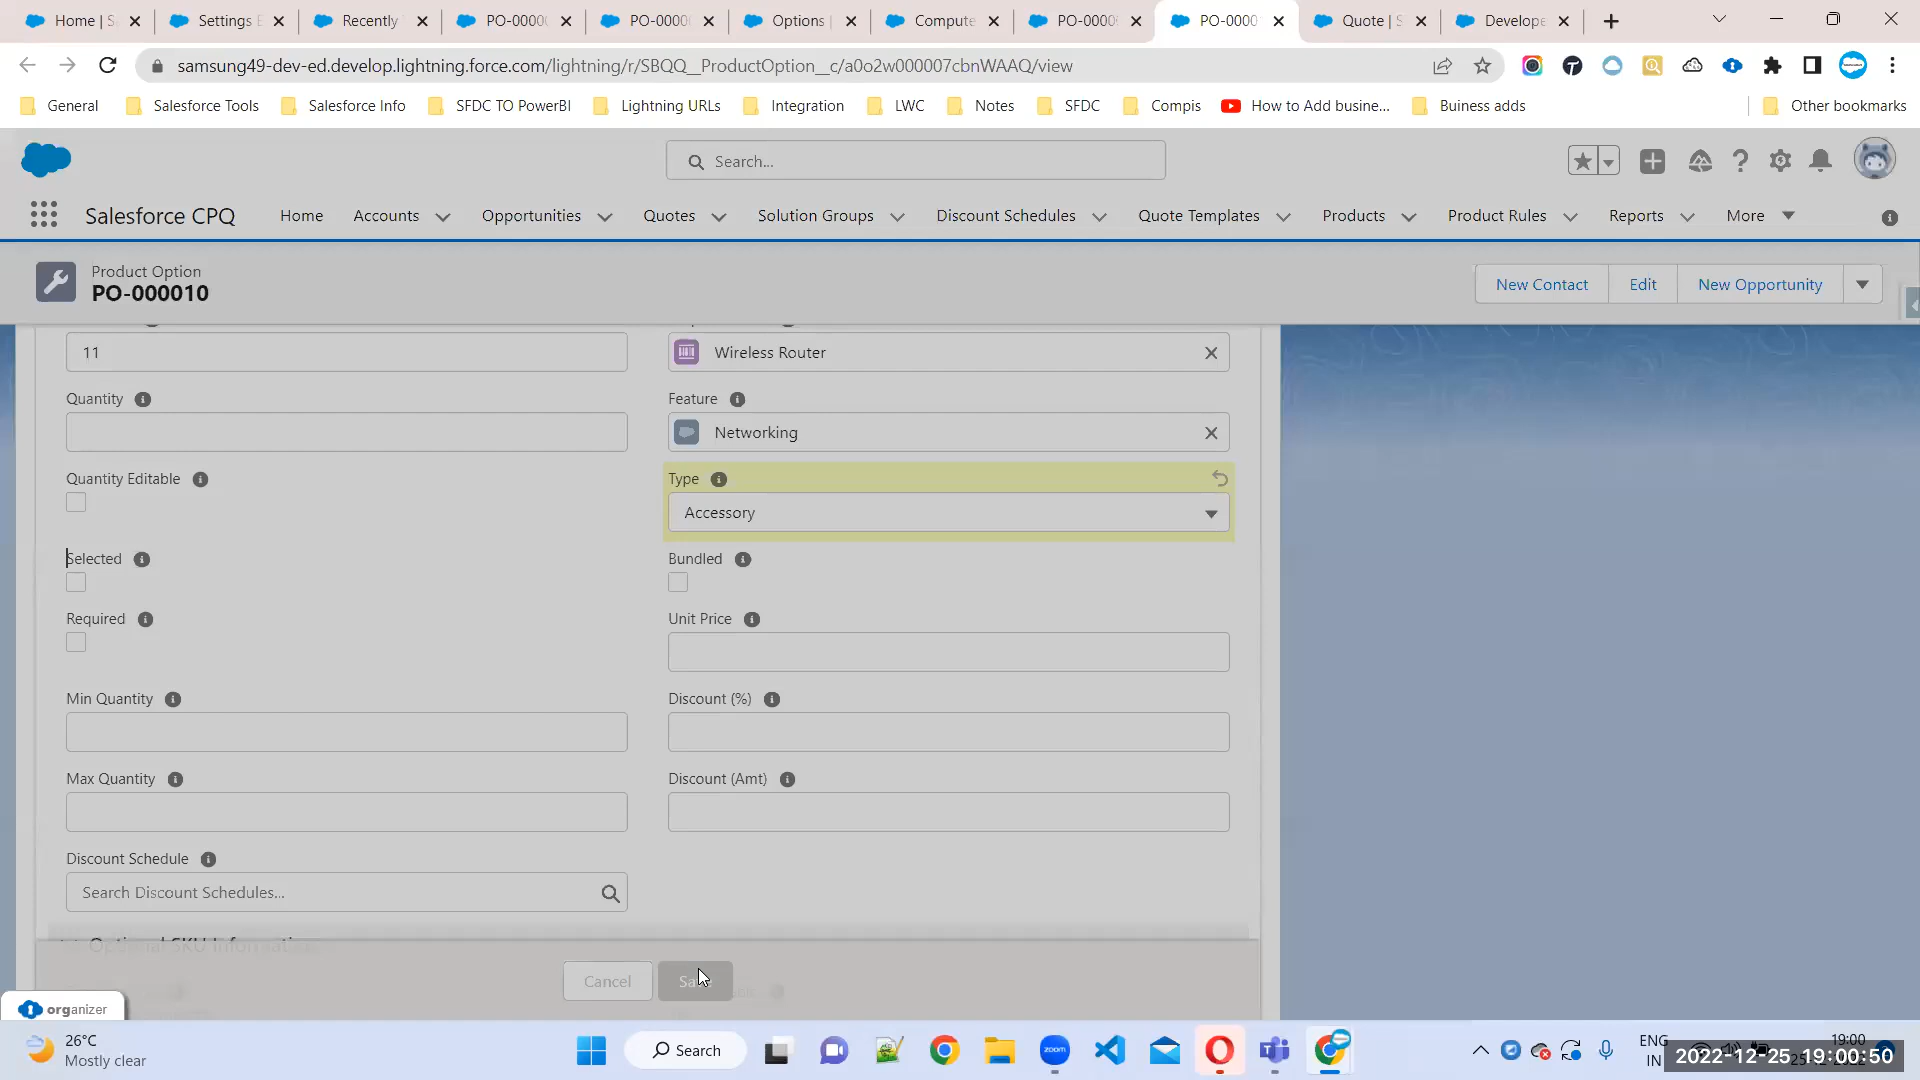 Home | S
Settings
Recently
PO-0000
PO-0000
Options |
Compute
PO-0000
PO-0000
Quote | S
Develope
samsung49-dev-ed.develop.lightning.force.com/lightning/r/SBQQ__ProductOption__c/a0o2w000007cbnWAAQ/view
General
Salesforce Tools
Salesforce Info
SFDC TO PowerBI
Lightning URLs
Integration
LWC
Notes
SFDC
Compis
How to Add busine...
Buiness adds
Other bookmarks
Search...
Salesforce CPQ
Home
Accounts
Opportunities
Quotes
Solution Groups
Discount Schedules
Quote Templates
Products
Product Rules
Reports
More
Product Option
PO-000010
New Contact
Edit
New Opportunity
11
Wireless Router
Quantity
Feature
Networking
Quantity Editable
Type
Accessory
Selected
Bundled
Required
Unit Price
Min Quantity
Discount (%)
Max Quantity
Discount (Amt)
Discount Schedule
Search Discount Schedules...
Optional SKU Information
Cancel
organizer
26°C
Mostly clear
Search
zoom
ENG
IN
19:00
2022-12-25 19:00:50